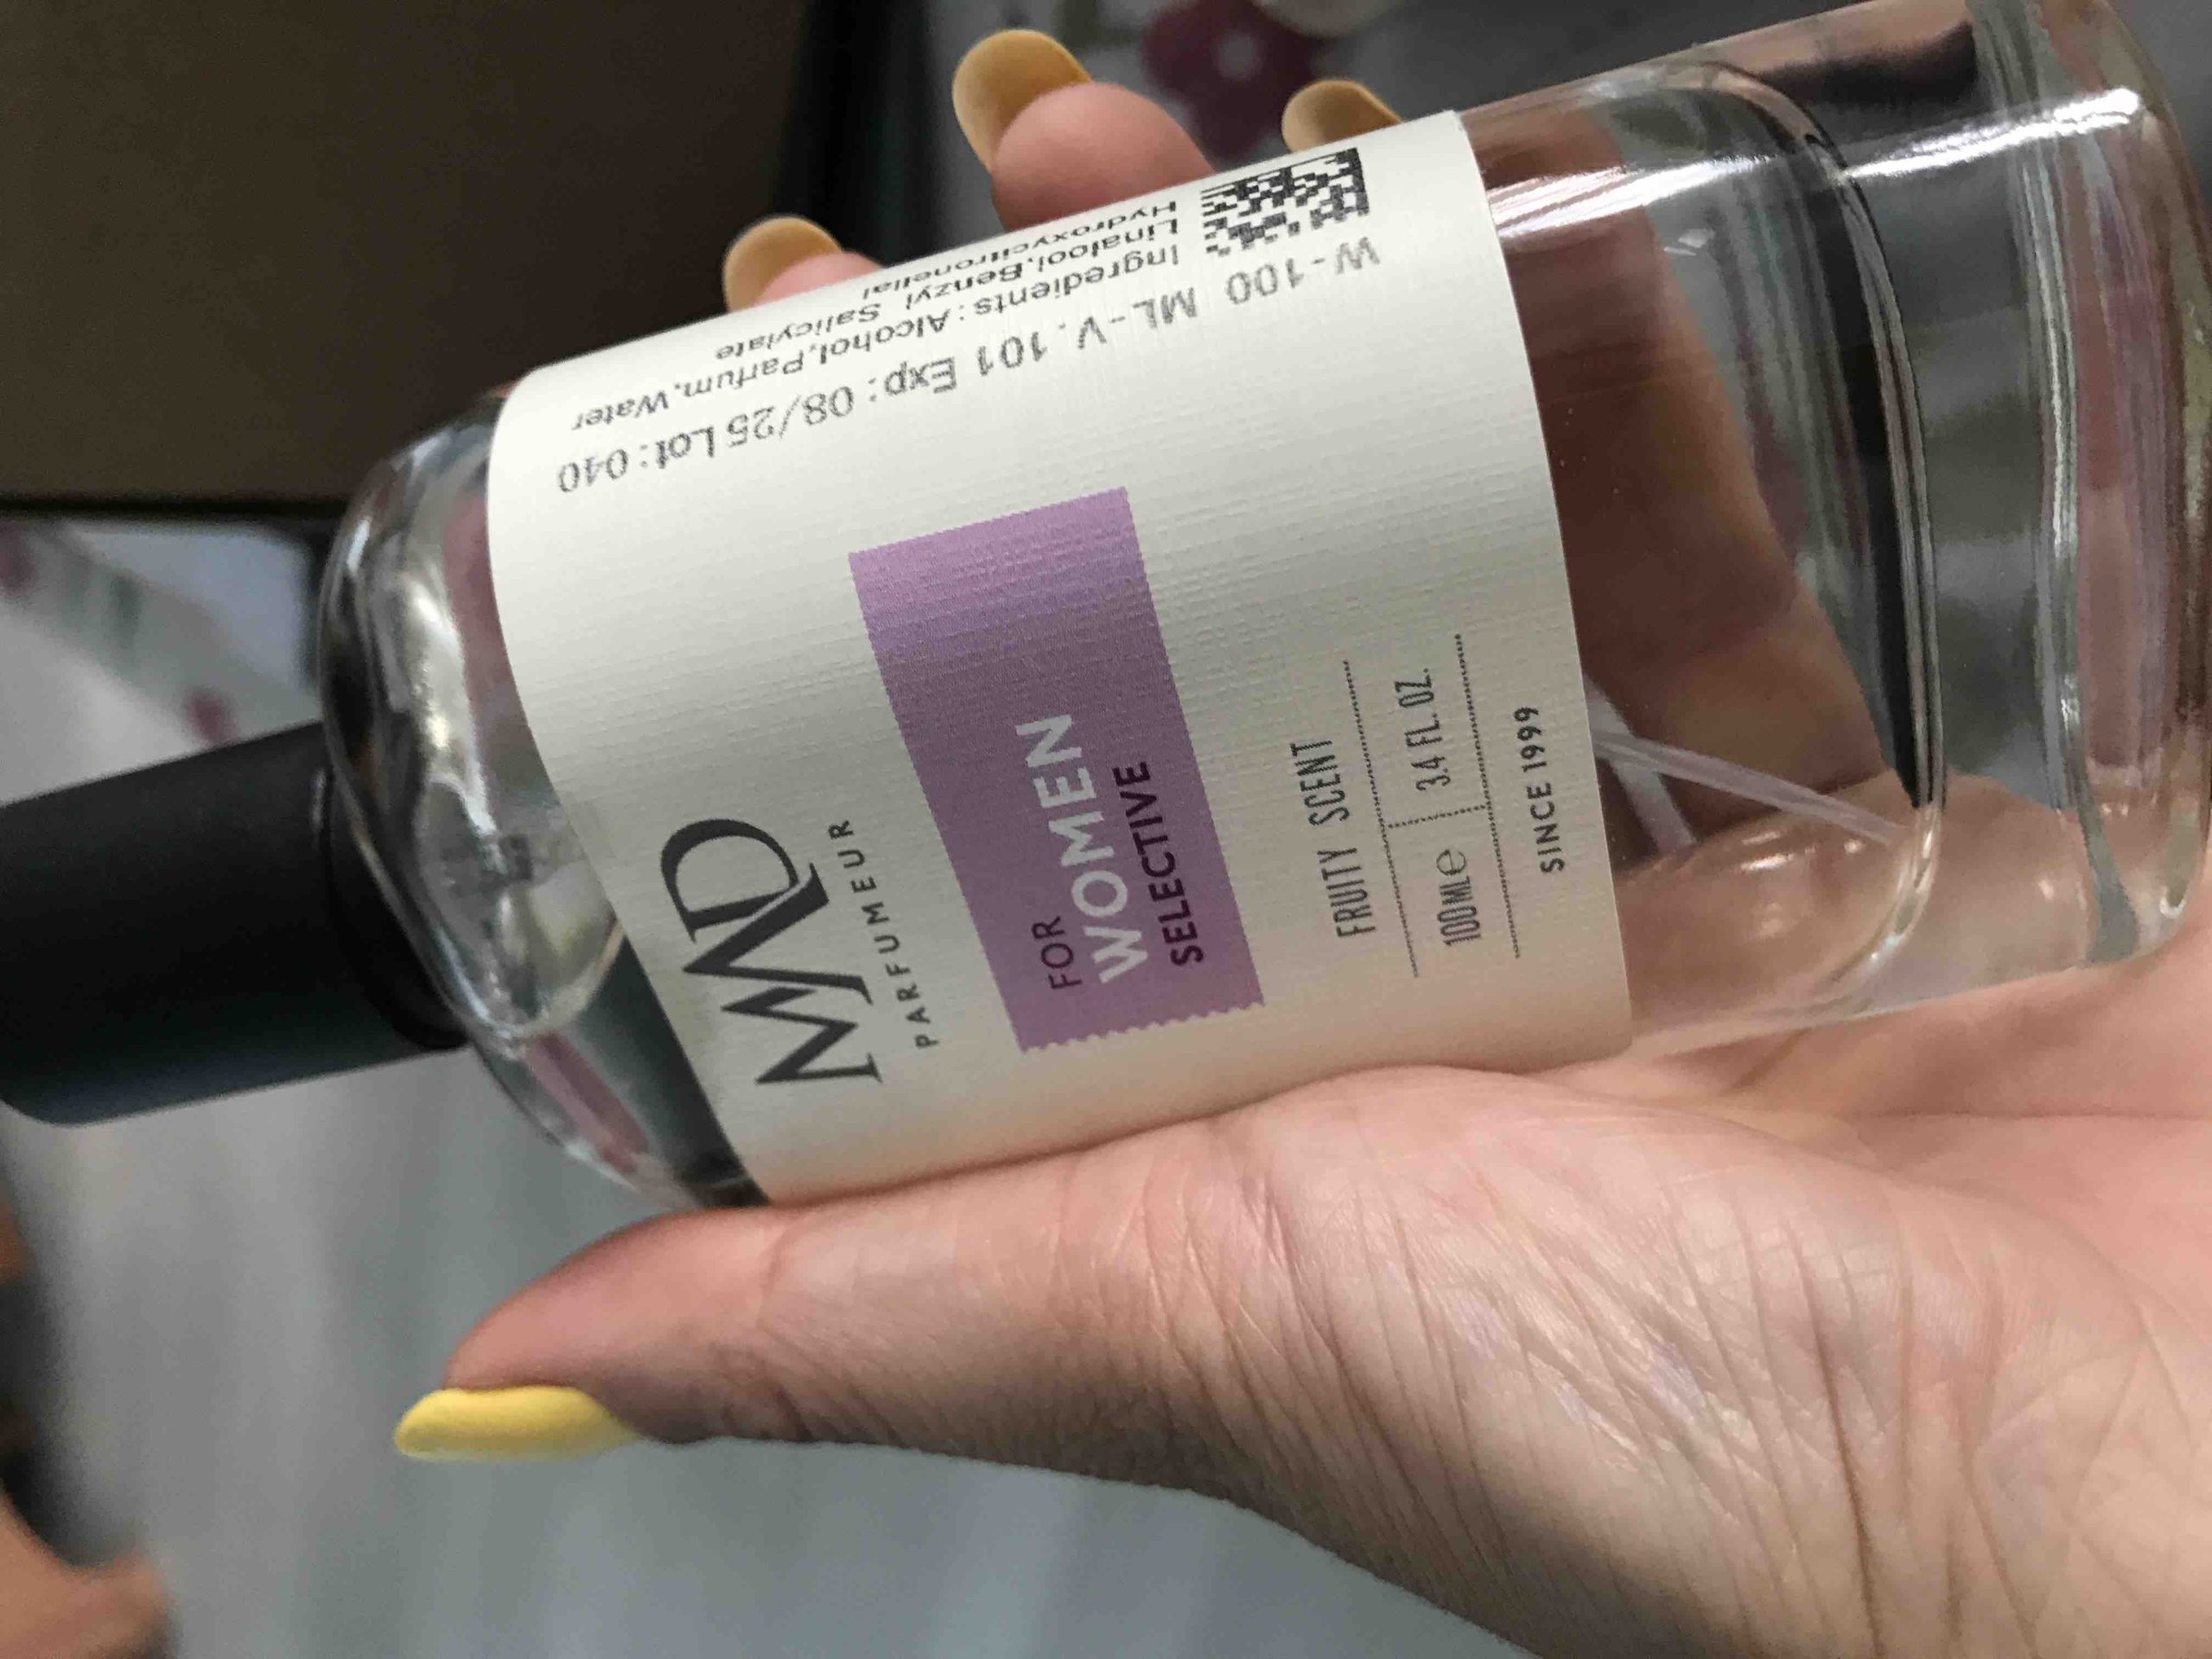 MAD
PARFUMEUR
FOR
WOMEN
SELECTIVE
FRUITY SCENT
100ML℮ 3.4 FL. OZ.
SINCE 1999
W-100 ML-V.101 Exp: 08/25 Lot: 040
Ingredients: Alcohol,Parfum,Water
Linalool,Benzyl Salicylate
Hydroxycitronellal